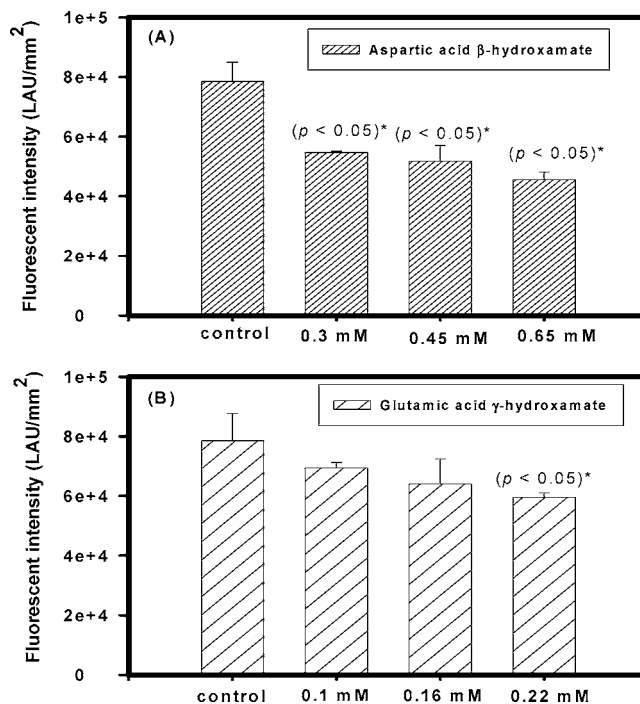 Fluorescent intensity (LAU/mm²)
1e+5
8e+4
6e+4
4e+4
2e+4
0
(A)
Aspartic acid β-hydroxamate
(p < 0.05)* (p < 0.05)*
(p < 0.05)*
control 0.3 mM 0.45 mM 0.65 mM
Fluorescent intensity (LAU/mm²)
1e+5
8e+4
6e+4
4e+4
2e+4
0
(B)
Glutamic acid γ-hydroxamate
(p < 0.05)*
control 0.1 mM 0.16 mM 0.22 mM